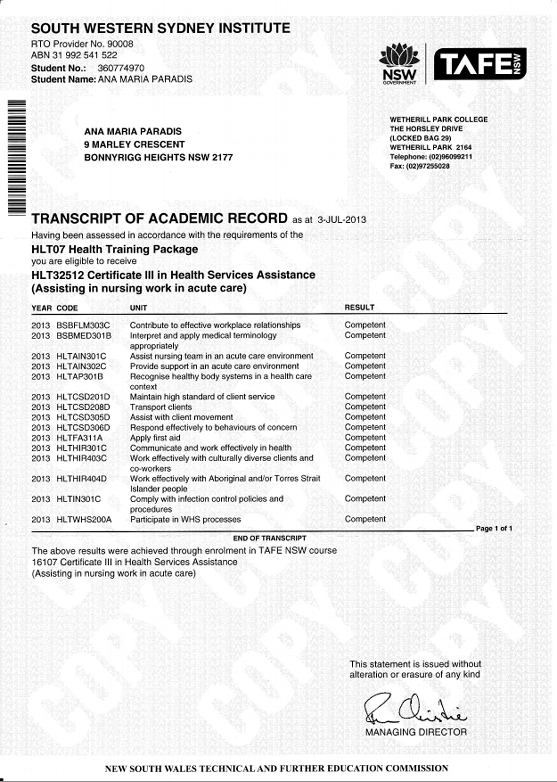 SOUTH WESTERN SYDNEY INSTITUTE
RTO Provider No. 90008
ABN 31 992 541 522
Student No.: 360774970
Student Name: ANA MARIA PARADIS
NSW
GOVERNMENT
TAFE NSW
WETHERILL PARK COLLEGE
THE HORSLEY DRIVE
(LOCKED BAG 29)
WETHERILL PARK 2164
Telephone: (02)96099211
Fax: (02)97255028
ANA MARIA PARADIS
9 MARLEY CRESCENT
BONNYRIGG HEIGHTS NSW 2177
TRANSCRIPT OF ACADEMIC RECORD as at 3-JUL-2013
Having been assessed in accordance with the requirements of the
HLT07 Health Training Package
you are eligible to receive
HLT32512 Certificate III in Health Services Assistance
(Assisting in nursing work in acute care)
YEAR CODE UNIT RESULT
2013 BSBFLM303C Contribute to effective workplace relationships Competent
2013 BSBMED301B Interpret and apply medical terminology Competent
appropriately
2013 HLTAIN301C Assist nursing team in an acute care environment Competent
2013 HLTAIN302C Provide support in an acute care environment Competent
2013 HLTAP301B Recognise healthy body systems in a health care Competent
context
2013 HLTCSD201D Maintain high standard of client service Competent
2013 HLTCSD208D Transport clients Competent
2013 HLTCSD305D Assist with client movement Competent
2013 HLTCSD306D Respond effectively to behaviours of concern Competent
2013 HLTFA311A Apply first aid Competent
2013 HLTHIR301C Communicate and work effectively in health Competent
2013 HLTHIR403C Work effectively with culturally diverse clients and Competent
co-workers
2013 HLTHIR404D Work effectively with Aboriginal and/or Torres Strait Competent
Islander people
2013 HLTIN301C Comply with infection control policies and Competent
procedures
2013 HLTWHS200A Participate in WHS processes Competent
Page 1 of 1
END OF TRANSCRIPT
The above results were achieved through enrolment in TAFE NSW course
16107 Certificate III in Health Services Assistance
(Assisting in nursing work in acute care)
This statement is issued without
alteration or erasure of any kind
MANAGING DIRECTOR
NEW SOUTH WALES TECHNICAL AND FURTHER EDUCATION COMMISSION
COPY